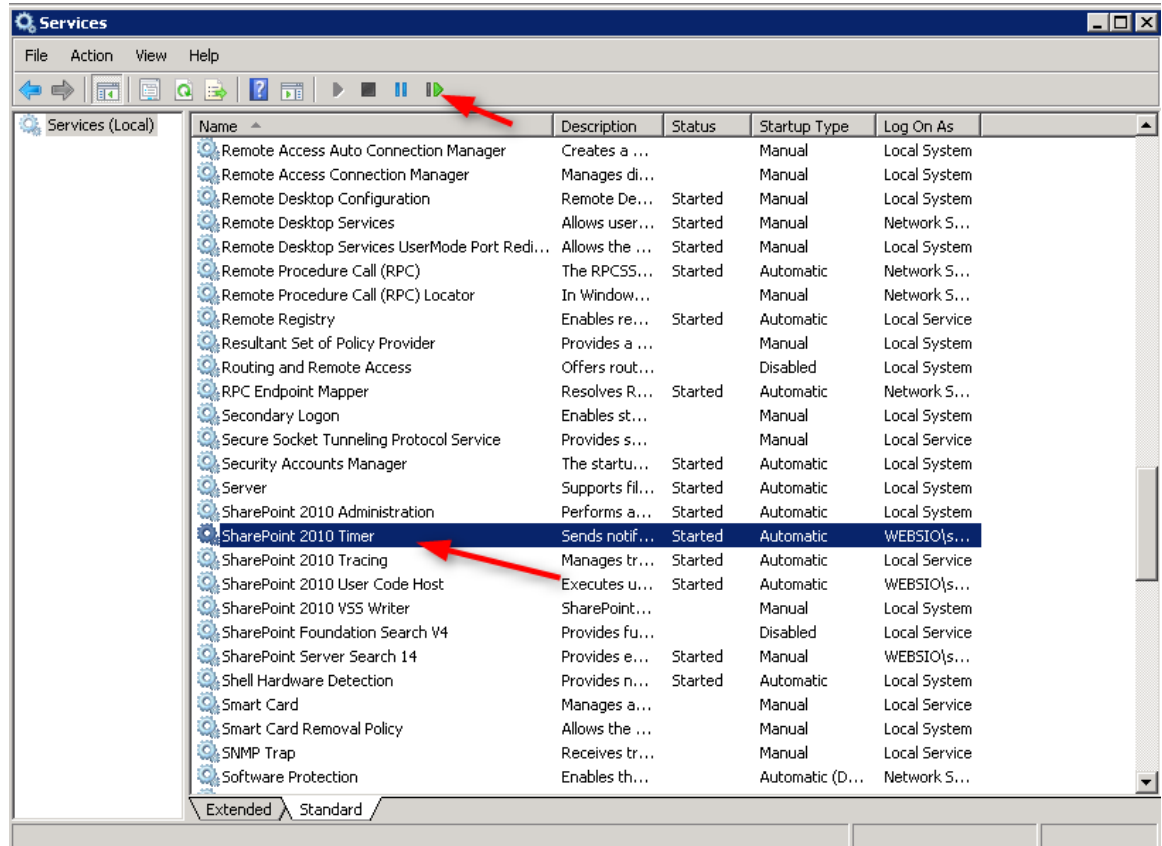 Services
File Action View Help
Services (Local)
Name Description Status Startup Type Log On As
Remote Access Auto Connection Manager Creates a ... Manual Local System
Remote Access Connection Manager Manages di... Manual Local System
Remote Desktop Configuration Remote De... Started Manual Local System
Remote Desktop Services Allows user... Started Manual Network S...
Remote Desktop Services UserMode Port Redi... Allows the ... Started Manual Local System
Remote Procedure Call (RPC) The RPCSS... Started Automatic Network S...
Remote Procedure Call (RPC) Locator In Window... Manual Network S...
Remote Registry Enables re... Started Automatic Local Service
Resultant Set of Policy Provider Provides a ... Manual Local System
Routing and Remote Access Offers rout... Disabled Local System
RPC Endpoint Mapper Resolves R... Started Automatic Network S...
Secondary Logon Enables st... Manual Local System
Secure Socket Tunneling Protocol Service Provides s... Manual Local Service
Security Accounts Manager The startu... Started Automatic Local System
Server Supports fil... Started Automatic Local System
SharePoint 2010 Administration Performs a... Started Automatic Local System
SharePoint 2010 Timer Sends notif... Started Automatic WEBSIO\s...
SharePoint 2010 Tracing Manages tr... Started Automatic Local Service
SharePoint 2010 User Code Host Executes u... Started Automatic WEBSIO\s...
SharePoint 2010 VSS Writer SharePoint... Manual Local System
SharePoint Foundation Search V4 Provides fu... Disabled Local Service
SharePoint Server Search 14 Provides e... Started Manual WEBSIO\s...
Shell Hardware Detection Provides n... Started Automatic Local System
Smart Card Manages a... Manual Local Service
Smart Card Removal Policy Allows the ... Manual Local System
SNMP Trap Receives tr... Manual Local Service
Software Protection Enables th... Automatic (D... Network S...
Extended Standard